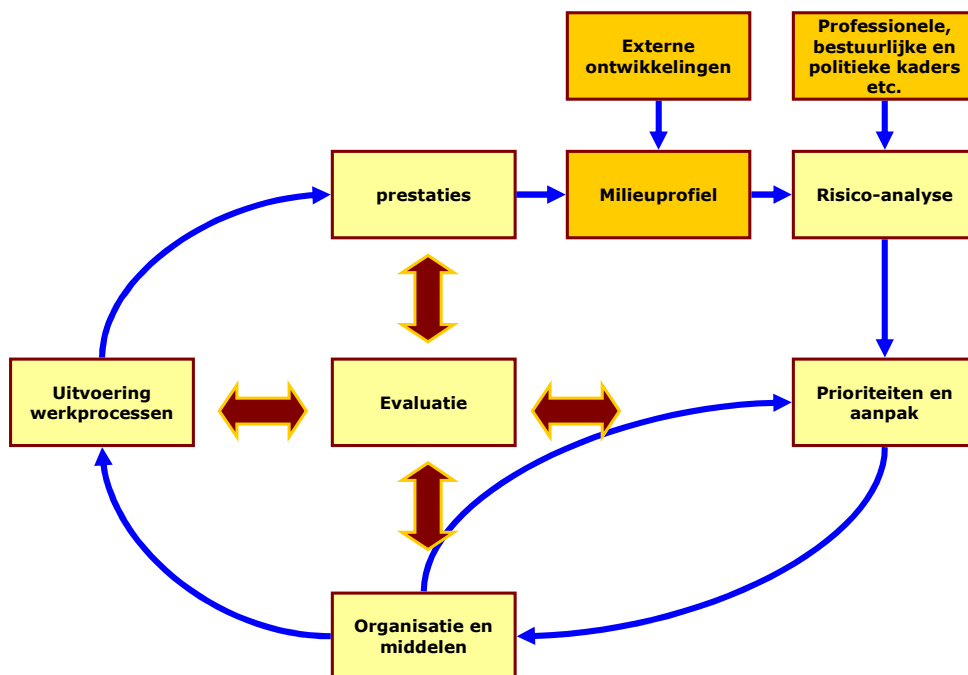 Externe
ontwikkelingen
Professionele,
bestuurlijke en
politieke kaders
etc.
prestaties
Milieuprofiel
Risico-analyse
Uitvoering
werkprocessen
Evaluatie
Prioriteiten en
aanpak
Organisatie en
middelen